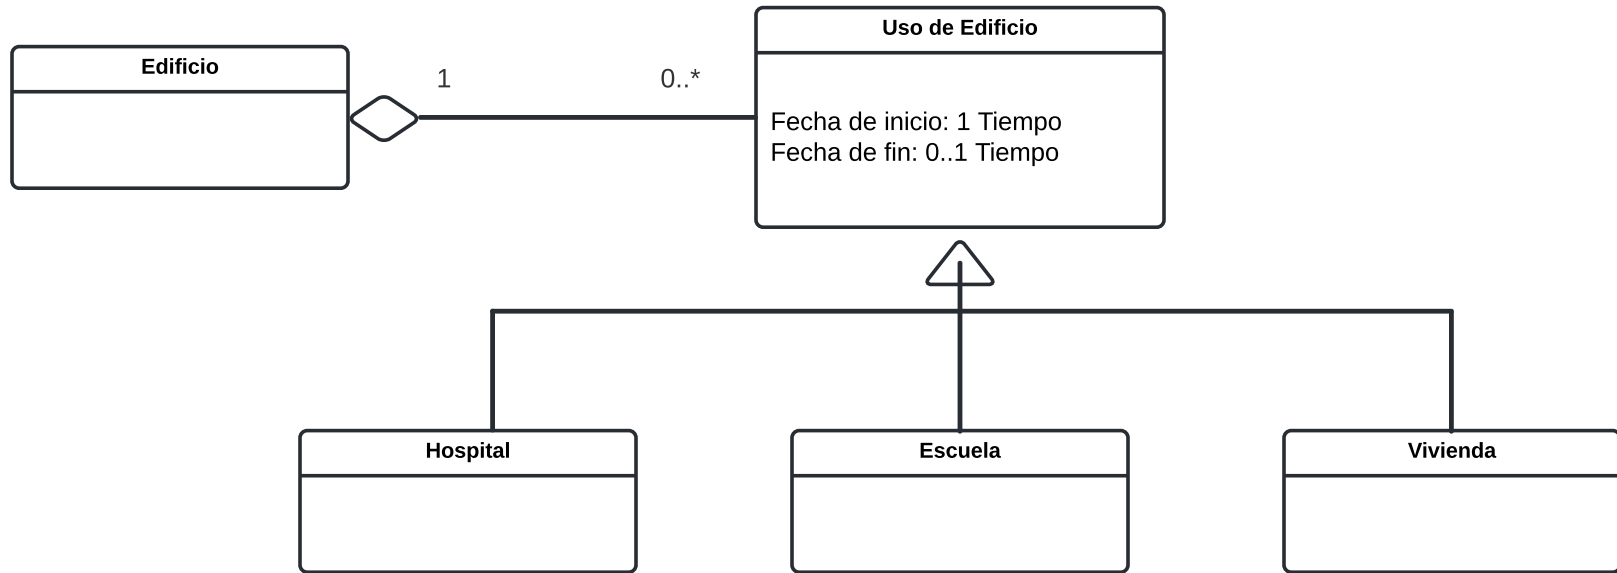 Uso de Edificio
Edificio
1
0..*
Fecha de inicio: 1 Tiempo
Fecha de fin: 0..1 Tiempo
Hospital
Escuela
Vivienda